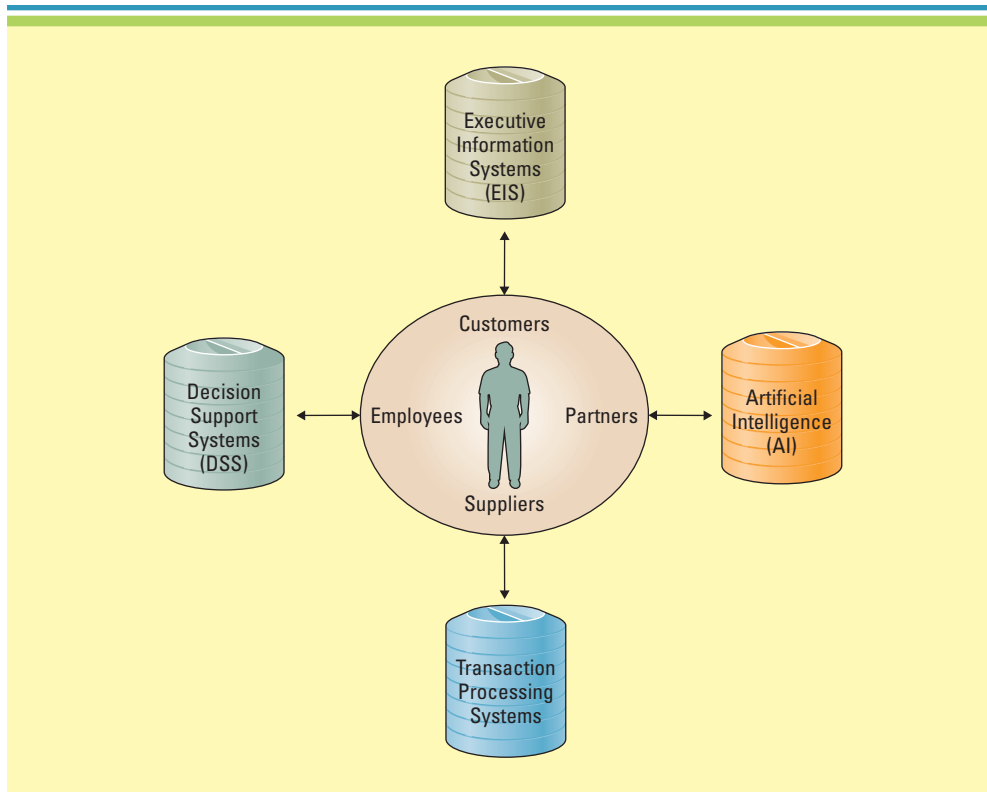 Executive
Information
Systems
(EIS)
Customers
Decision
Support
Systems
(DSS)
Employees
Partners
Artificial
Intelligence
(AI)
Suppliers
Transaction
Processing
Systems